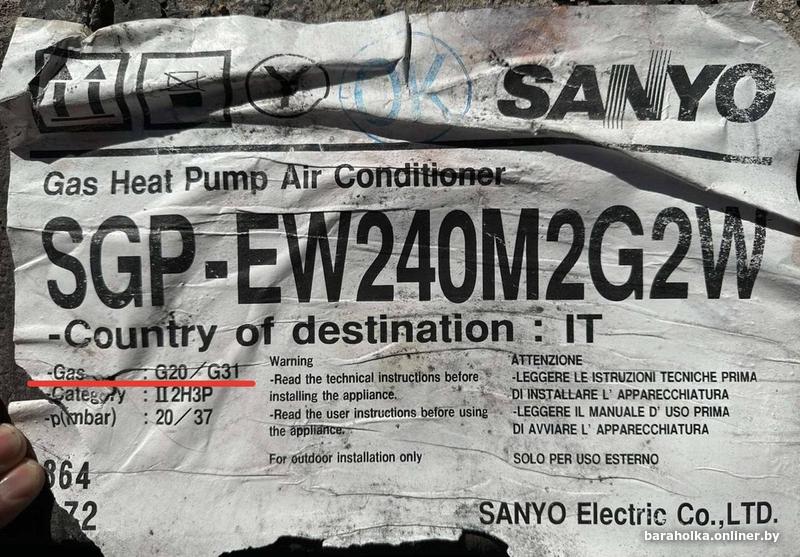 OK
SANYO
Gas Heat Pump Air Conditioner
SGP-EW240M2G2W
-Country of destination : IT
-Gas : G20/G31
-Category : II2H3P
-p(mbar) : 20/37
Warning
-Read the technical instructions before
installing the appliance.
-Read the user instructions before using
the appliance.
For outdoor installation only
ATTENZIONE
-LEGGERE LE ISTRUZIONI TECNICHE PRIMA
DI INSTALLARE L' APPARECCHIATURA
-LEGGERE IL MANUALE D' USO PRIMA
DI AVVIARE L' APPARECCHIATURA
SOLO PER USO ESTERNO
864
72
SANYO Electric Co.,LTD.
baraholka.onliner.by